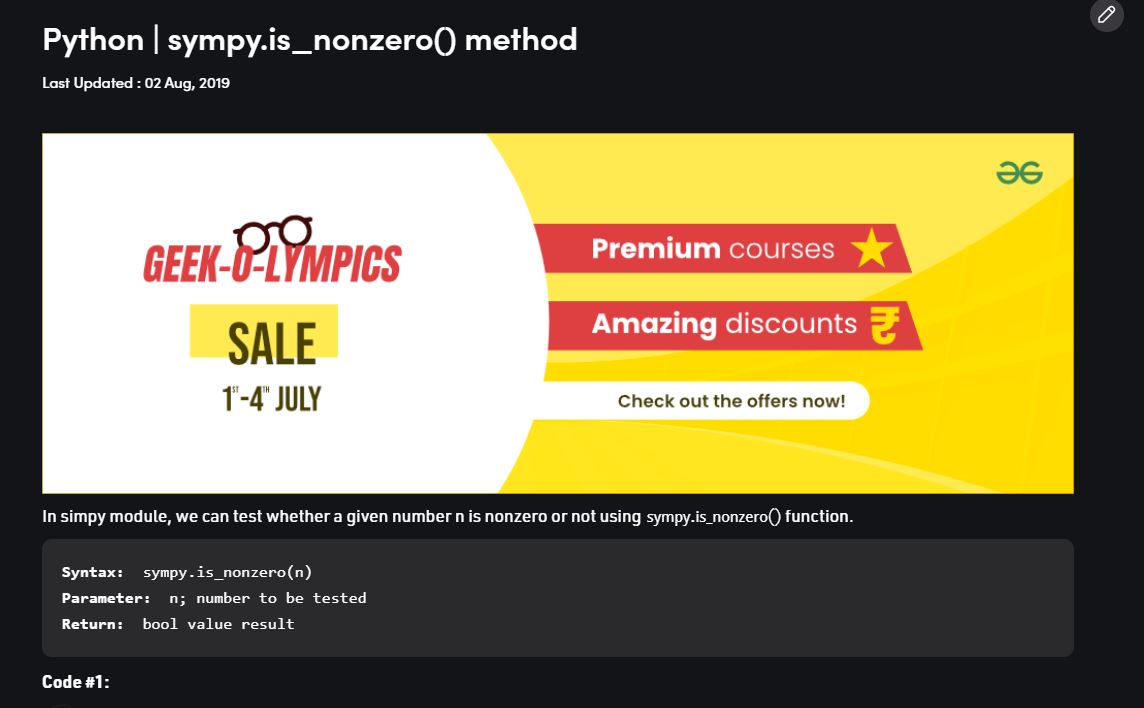 Python | sympy.is_nonzero() method
Last Updated : 02 Aug, 2019
GEEK-O-LYMPICS
SALE
1ST-4TH JULY
Premium courses
Amazing discounts ₹
Check out the offers now!
In simpy module, we can test whether a given number n is nonzero or not using sympy.is_nonzero() function.
Syntax: sympy.is_nonzero(n)
Parameter: n; number to be tested
Return: bool value result
Code #1: